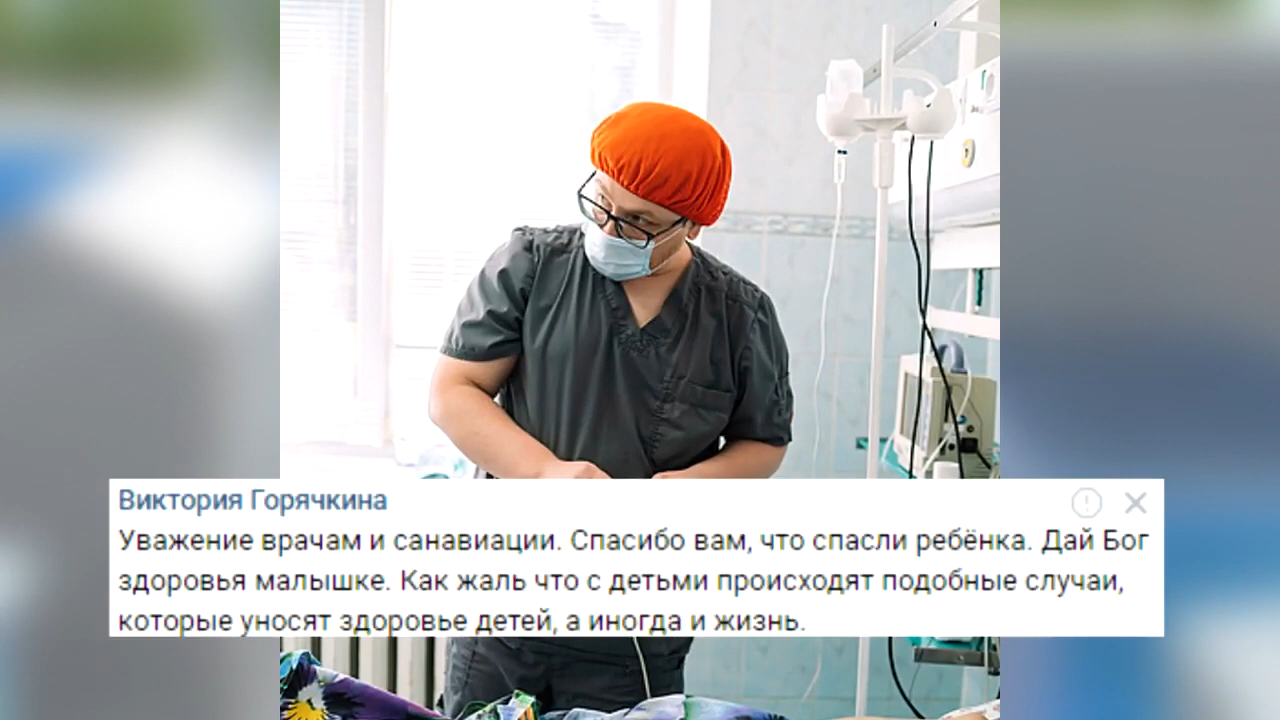 Виктория Горячкина
Уважение врачам и санавиации. Спасибо вам, что спасли ребёнка. Дай Бог
здоровья малышке. Как жаль что с детьми происходят подобные случаи,
которые уносят здоровье детей, а иногда и жизнь.